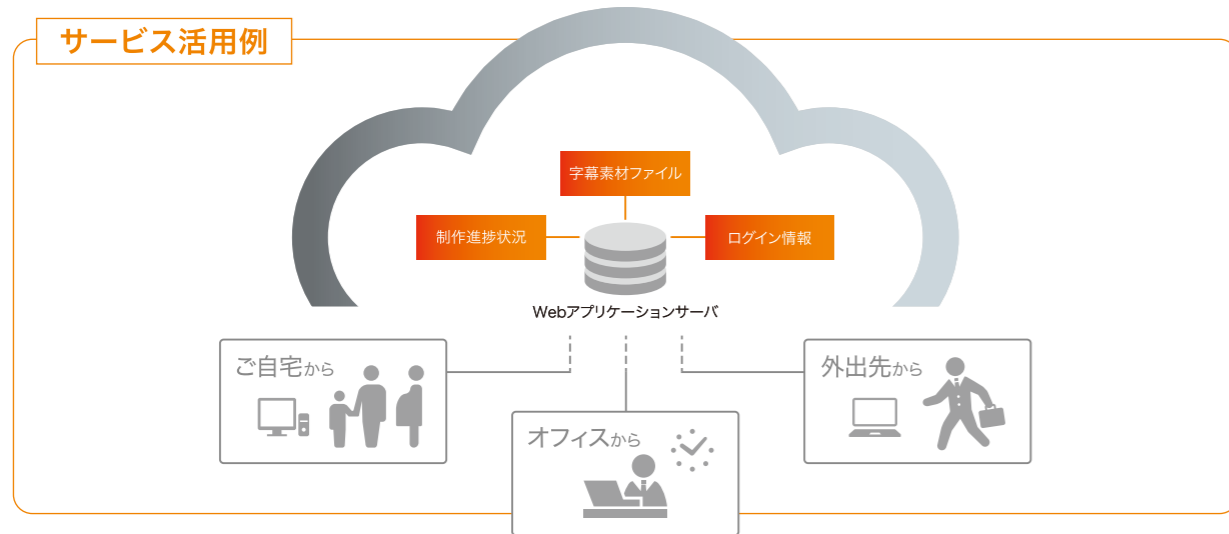 サービス活用例
字幕素材ファイル
制作進捗状況
ログイン情報
Webアプリケーションサーバ
ご自宅から
外出先から
オフィスから